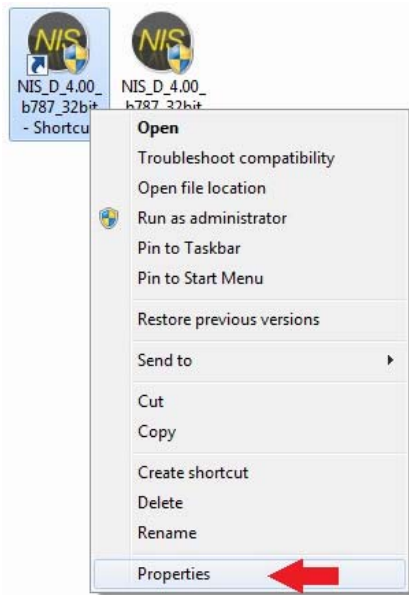 NIS NIS
NIS_D_4.00_ NIS_D_4.00_
b787_32bit b787_32bit
- Shortcu
Open
Troubleshoot compatibility
Open file location
Run as administrator
Pin to Taskbar
Pin to Start Menu
Restore previous versions
Send to
Cut
Copy
Create shortcut
Delete
Rename
Properties